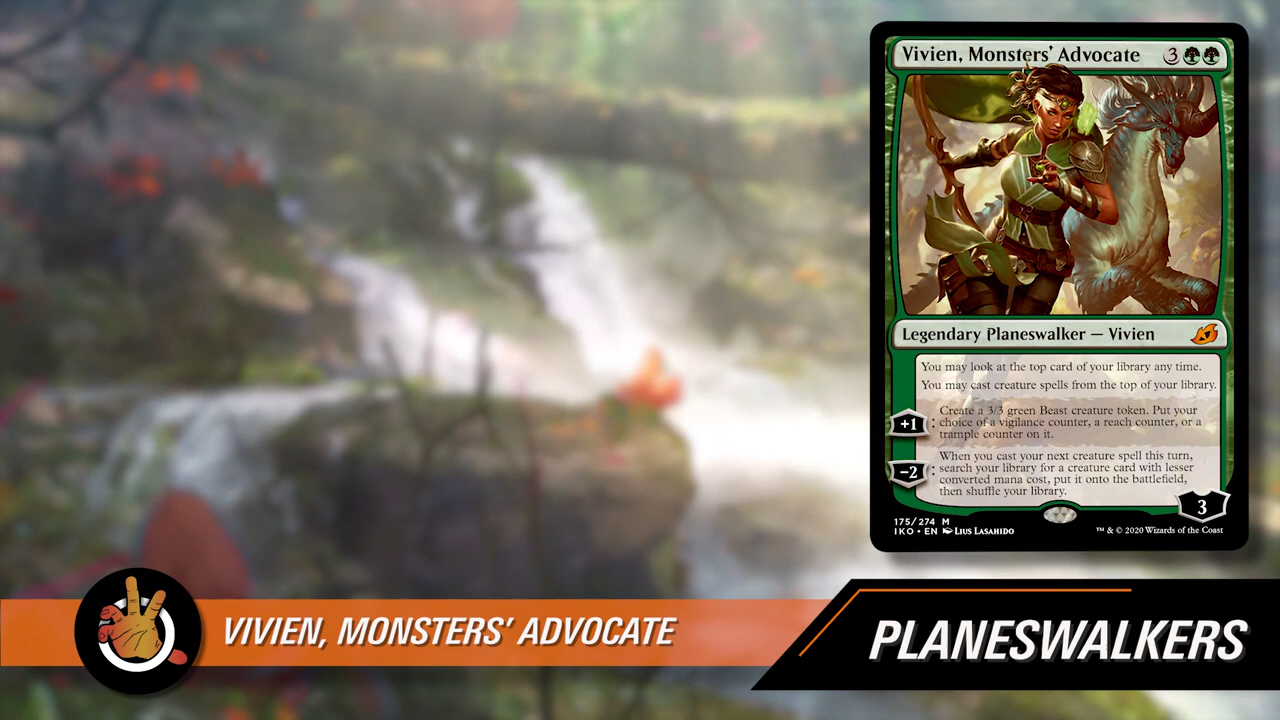 Vivien, Monsters' Advocate 3
Legendary Planeswalker — Vivien
You may look at the top card of your library any time.
You may cast creature spells from the top of your library.
+1: Create a 3/3 green Beast creature token. Put your
choice of a vigilance counter, a reach counter, or a
trample counter on it.
−2: When you cast your next creature spell this turn,
search your library for a creature card with lesser
converted mana cost, put it onto the battlefield,
then shuffle your library.
3
175/274 M
IKO • EN Lius Lasahido
™ & © 2020 Wizards of the Coast
VIVIEN, MONSTERS' ADVOCATE
PLANESWALKERS